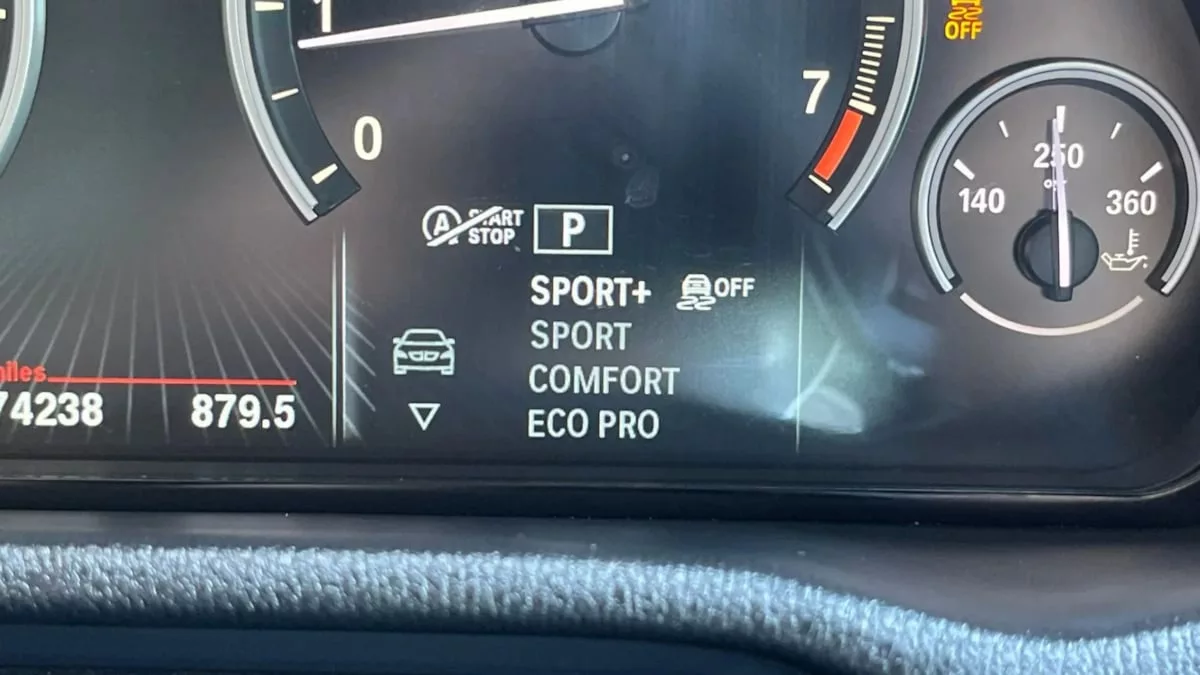 1
OFF
7
0
250
140
360
A START STOP
P
SPORT+ OFF
SPORT
COMFORT
ECO PRO
miles
74238 879.5